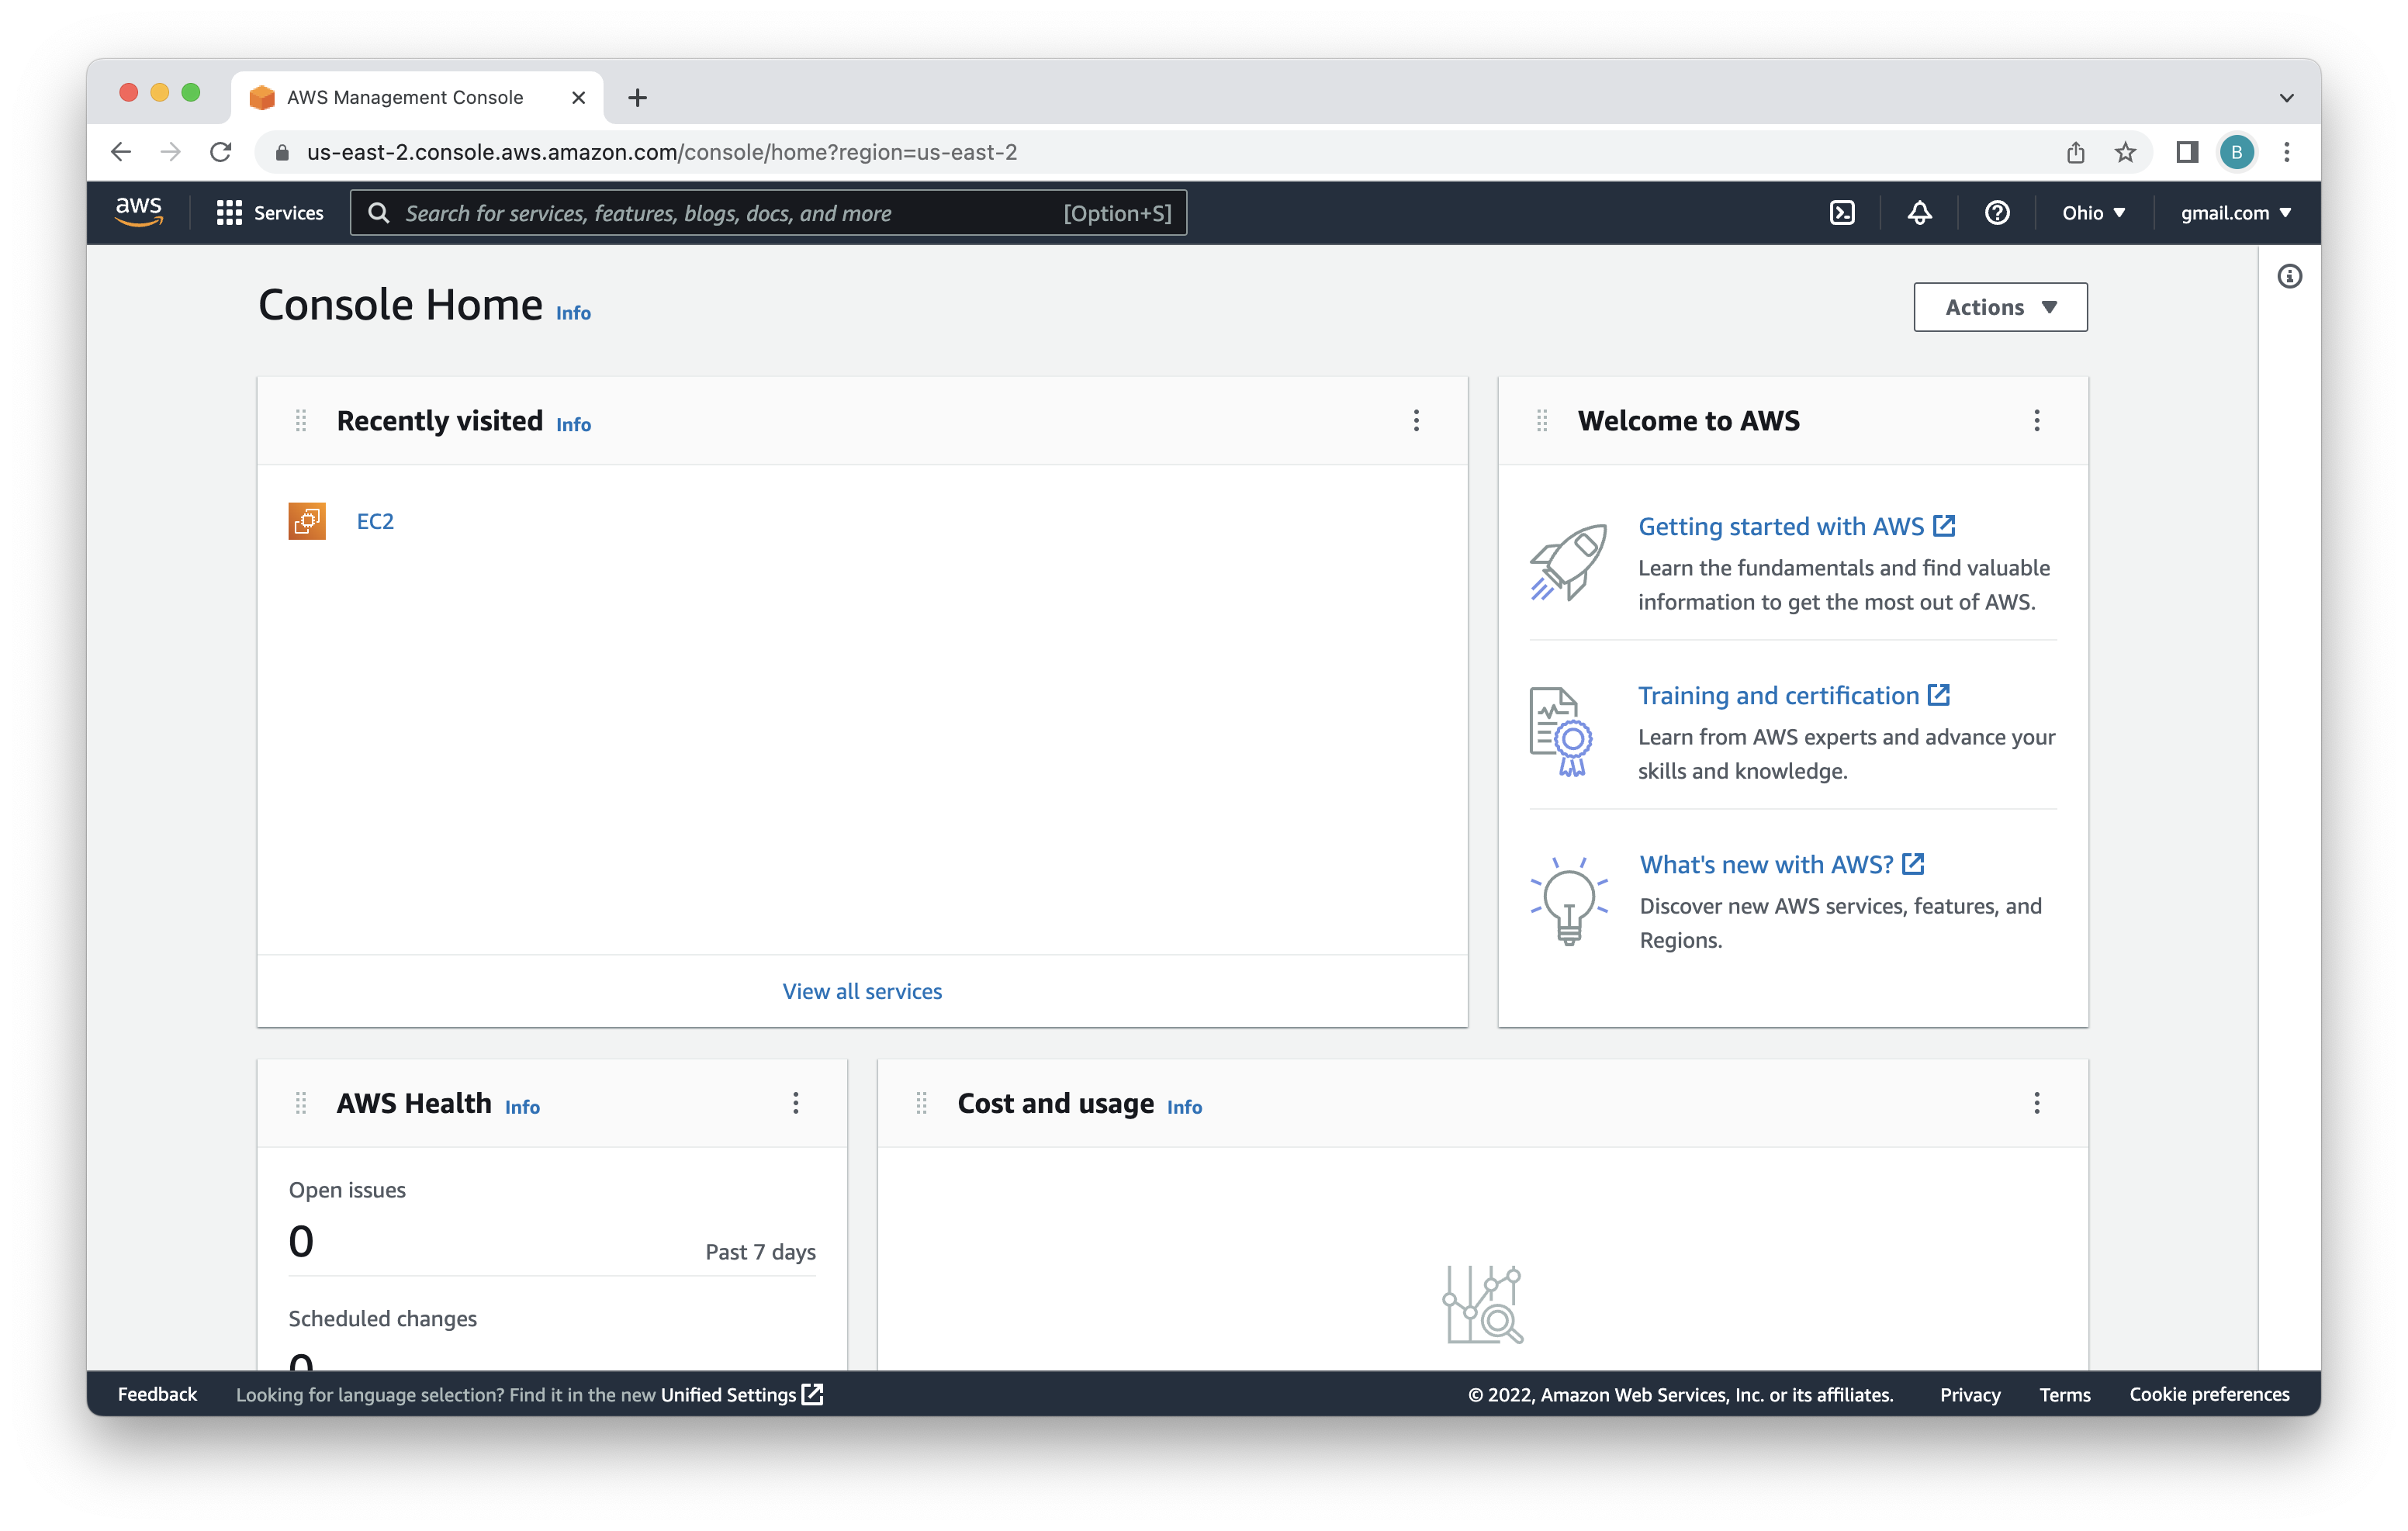 AWS Management Console
us-east-2.console.aws.amazon.com/console/home?region=us-east-2
B
aws
Services
Search for services, features, blogs, docs, and more
[Option+S]
Ohio
gmail.com
Console Home Info
Actions
Recently visited Info
EC2
View all services
Welcome to AWS
Getting started with AWS
Learn the fundamentals and find valuable
information to get the most out of AWS.
Training and certification
Learn from AWS experts and advance your
skills and knowledge.
What's new with AWS?
Discover new AWS services, features, and
Regions.
AWS Health Info
Open issues
0
Past 7 days
Scheduled changes
0
Cost and usage Info
Feedback
Looking for language selection? Find it in the new Unified Settings
© 2022, Amazon Web Services, Inc. or its affiliates.
Privacy
Terms
Cookie preferences